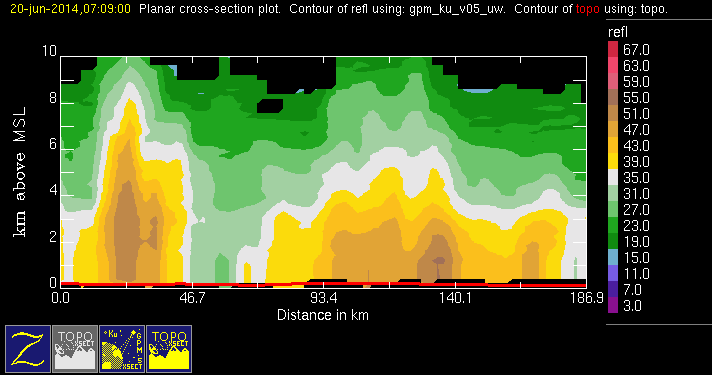 20-jun-2014,07:09:00 Planar cross-section plot. Contour of refl using: gpm_ku_v05_uw. Contour of topo using: topo.
refl
67.0
63.0
59.0
55.0
51.0
47.0
43.0
39.0
35.0
31.0
27.0
23.0
19.0
15.0
11.0
7.0
3.0
km above MSL
10
8
6
4
2
0
0.0 46.7 93.4 140.1 186.9
Distance in km
Z
TOPO
XSECT
"Ku"
GPM
XSECT
TOPO
XSECT